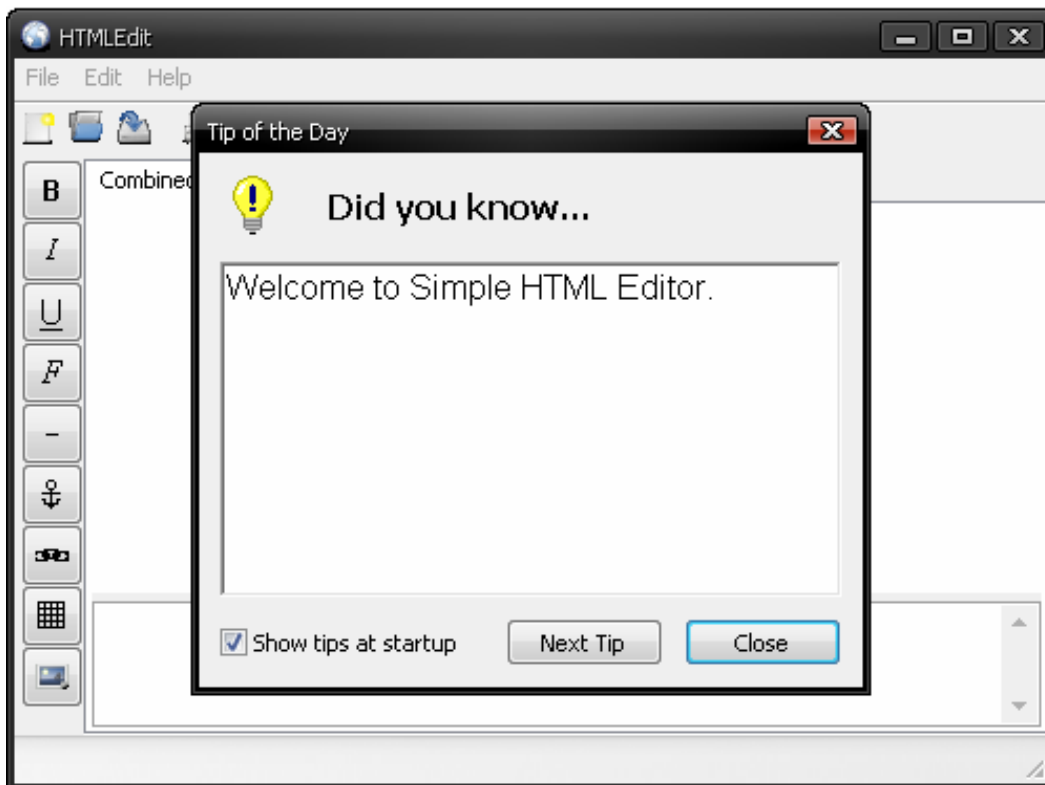 HTMLEdit
File Edit Help
Tip of the Day
Combined
B
I
U
F
Did you know...
Welcome to Simple HTML Editor.
Show tips at startup
Next Tip
Close